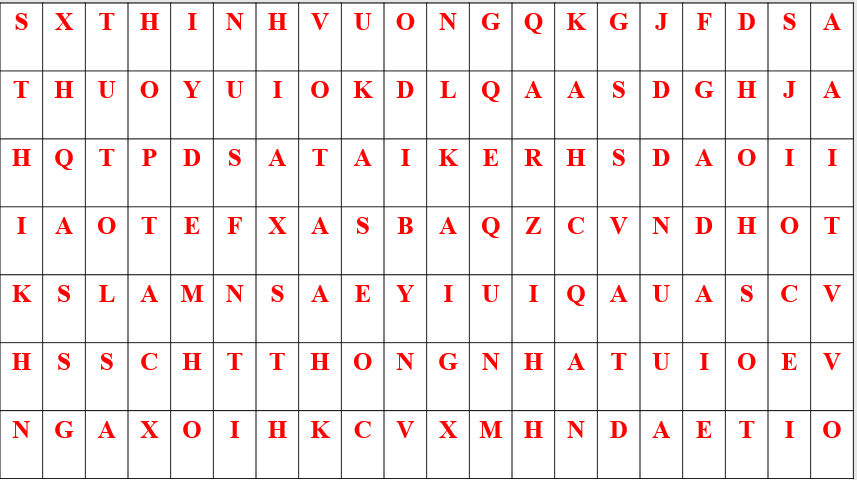 S X T H I N H V U O N G Q K G J F D S A
T H U O Y U I O K D L Q A A S D G H J A
H Q T P D S A T A I K E R H S D A O I I
I A O T E F X A S B A Q Z C V N D H O T
K S L A M N S A E Y I U I Q A U A S C V
H S S C H T T H O N G N H A T U I O E V
N G A X O I H K C V X M H N D A E T I O